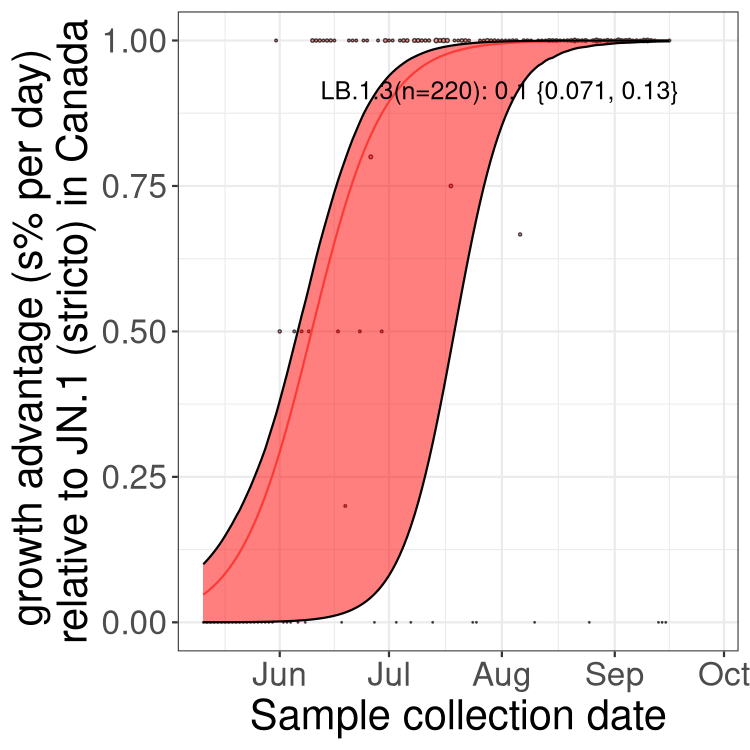 growth advantage (s% per day)
relative to JN.1 (stricto) in Canada
1.00
0.75
0.50
0.25
0.00
LB.1.3(n=220): 0.1 {0.071, 0.13}
Jun
Jul
Aug
Sep
Oct
Sample collection date